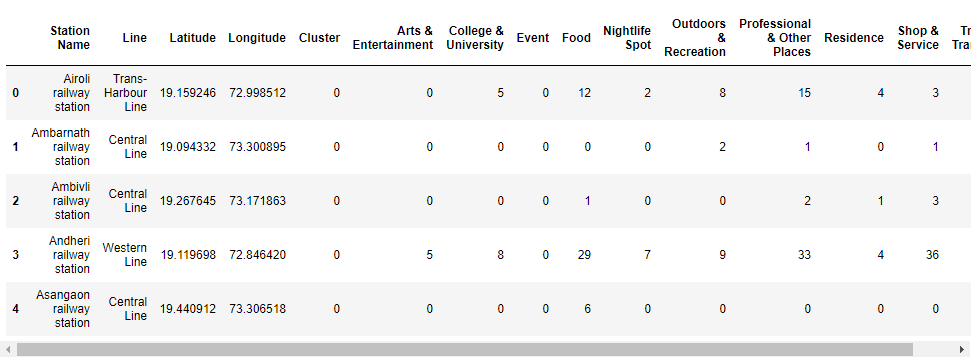 Station Name Line Latitude Longitude Cluster Arts & Entertainment College & University Event Food Nightlife Spot Outdoors & Recreation Professional & Other Places Residence Shop & Service
0 Airoli railway station Trans-Harbour Line 19.159246 72.998512 0 0 5 0 12 2 8 15 4 3
1 Ambarnath railway station Central Line 19.094332 73.300895 0 0 0 0 0 0 2 1 0 1
2 Ambivli railway station Central Line 19.267645 73.171863 0 0 0 0 1 0 0 2 1 3
3 Andheri railway station Western Line 19.119698 72.846420 0 5 8 0 29 7 9 33 4 36
4 Asangaon railway station Central Line 19.440912 73.306518 0 0 0 0 6 0 0 0 0 0